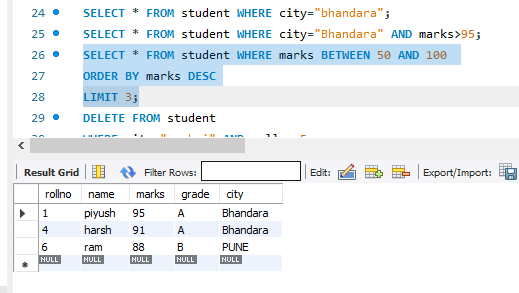 24 SELECT * FROM student WHERE city="bhandara";
25 SELECT * FROM student WHERE city="Bhandara" AND marks>95;
26 SELECT * FROM student WHERE marks BETWEEN 50 AND 100
27 ORDER BY marks DESC
28 LIMIT 3;
29 DELETE FROM student
Result Grid Filter Rows: Edit: Export/Import:
rollno name marks grade city
1 piyush 95 A Bhandara
4 harsh 91 A Bhandara
6 ram 88 B PUNE
NULL NULL NULL NULL NULL